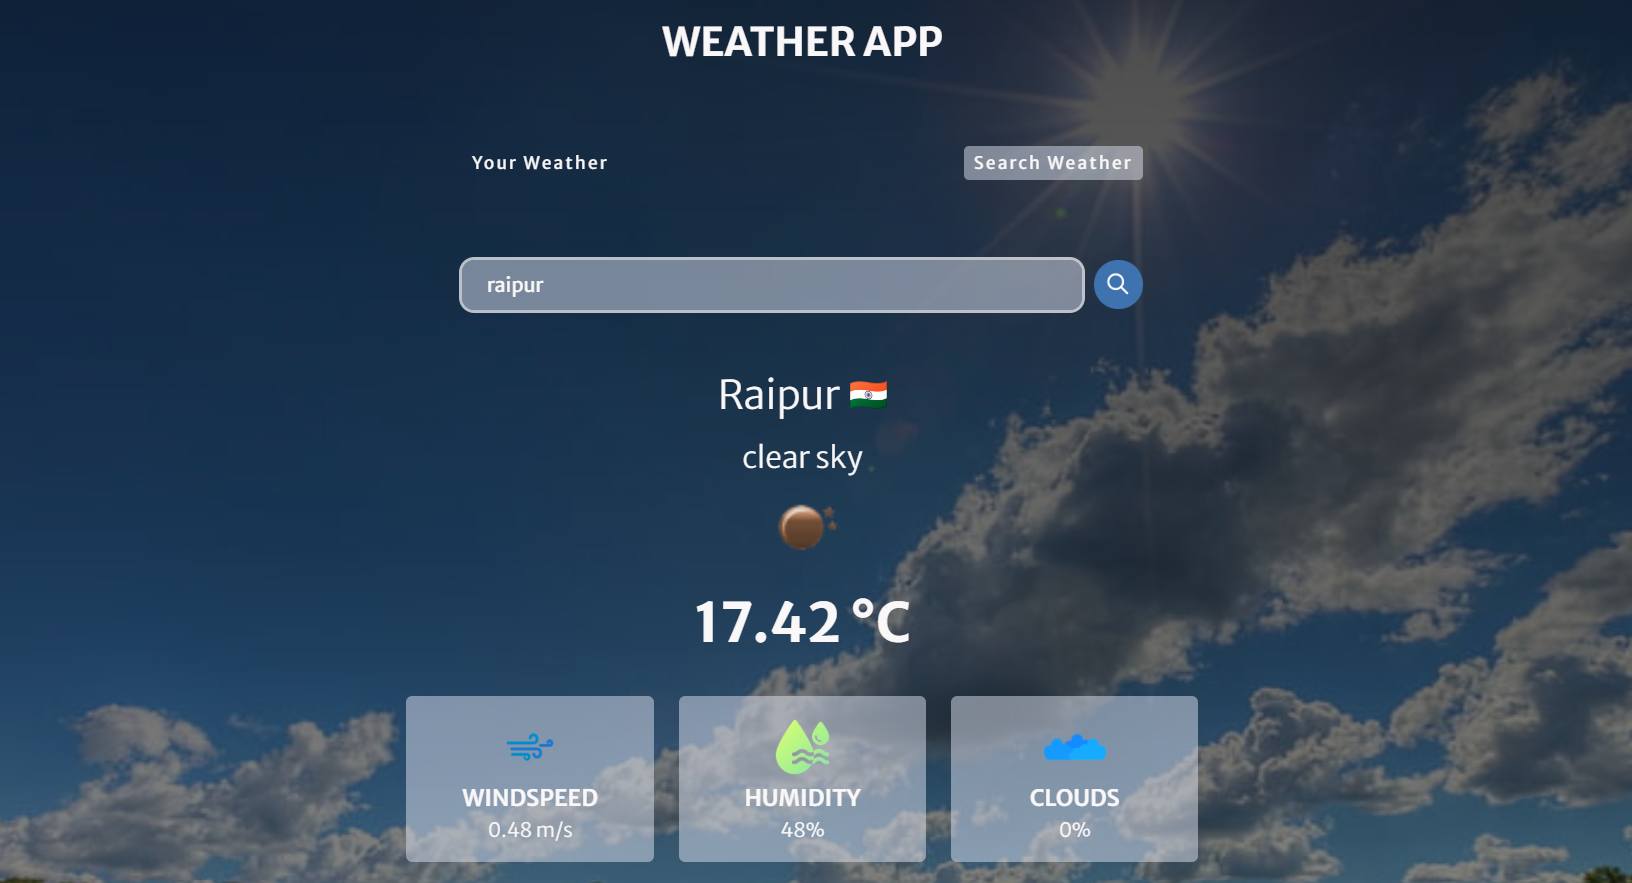 WEATHER APP
Your Weather
Search Weather
raipur
Raipur
clear sky
17.42 °C
WINDSPEED
0.48 m/s
HUMIDITY
48%
CLOUDS
0%